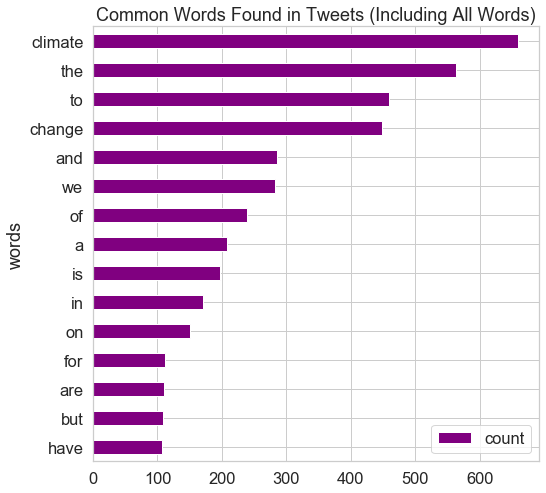 Common Words Found in Tweets (Including All Words)
climate
the
to
change
and
we
of
a
is
in
on
for
are
but
have
words
count
0 100 200 300 400 500 600